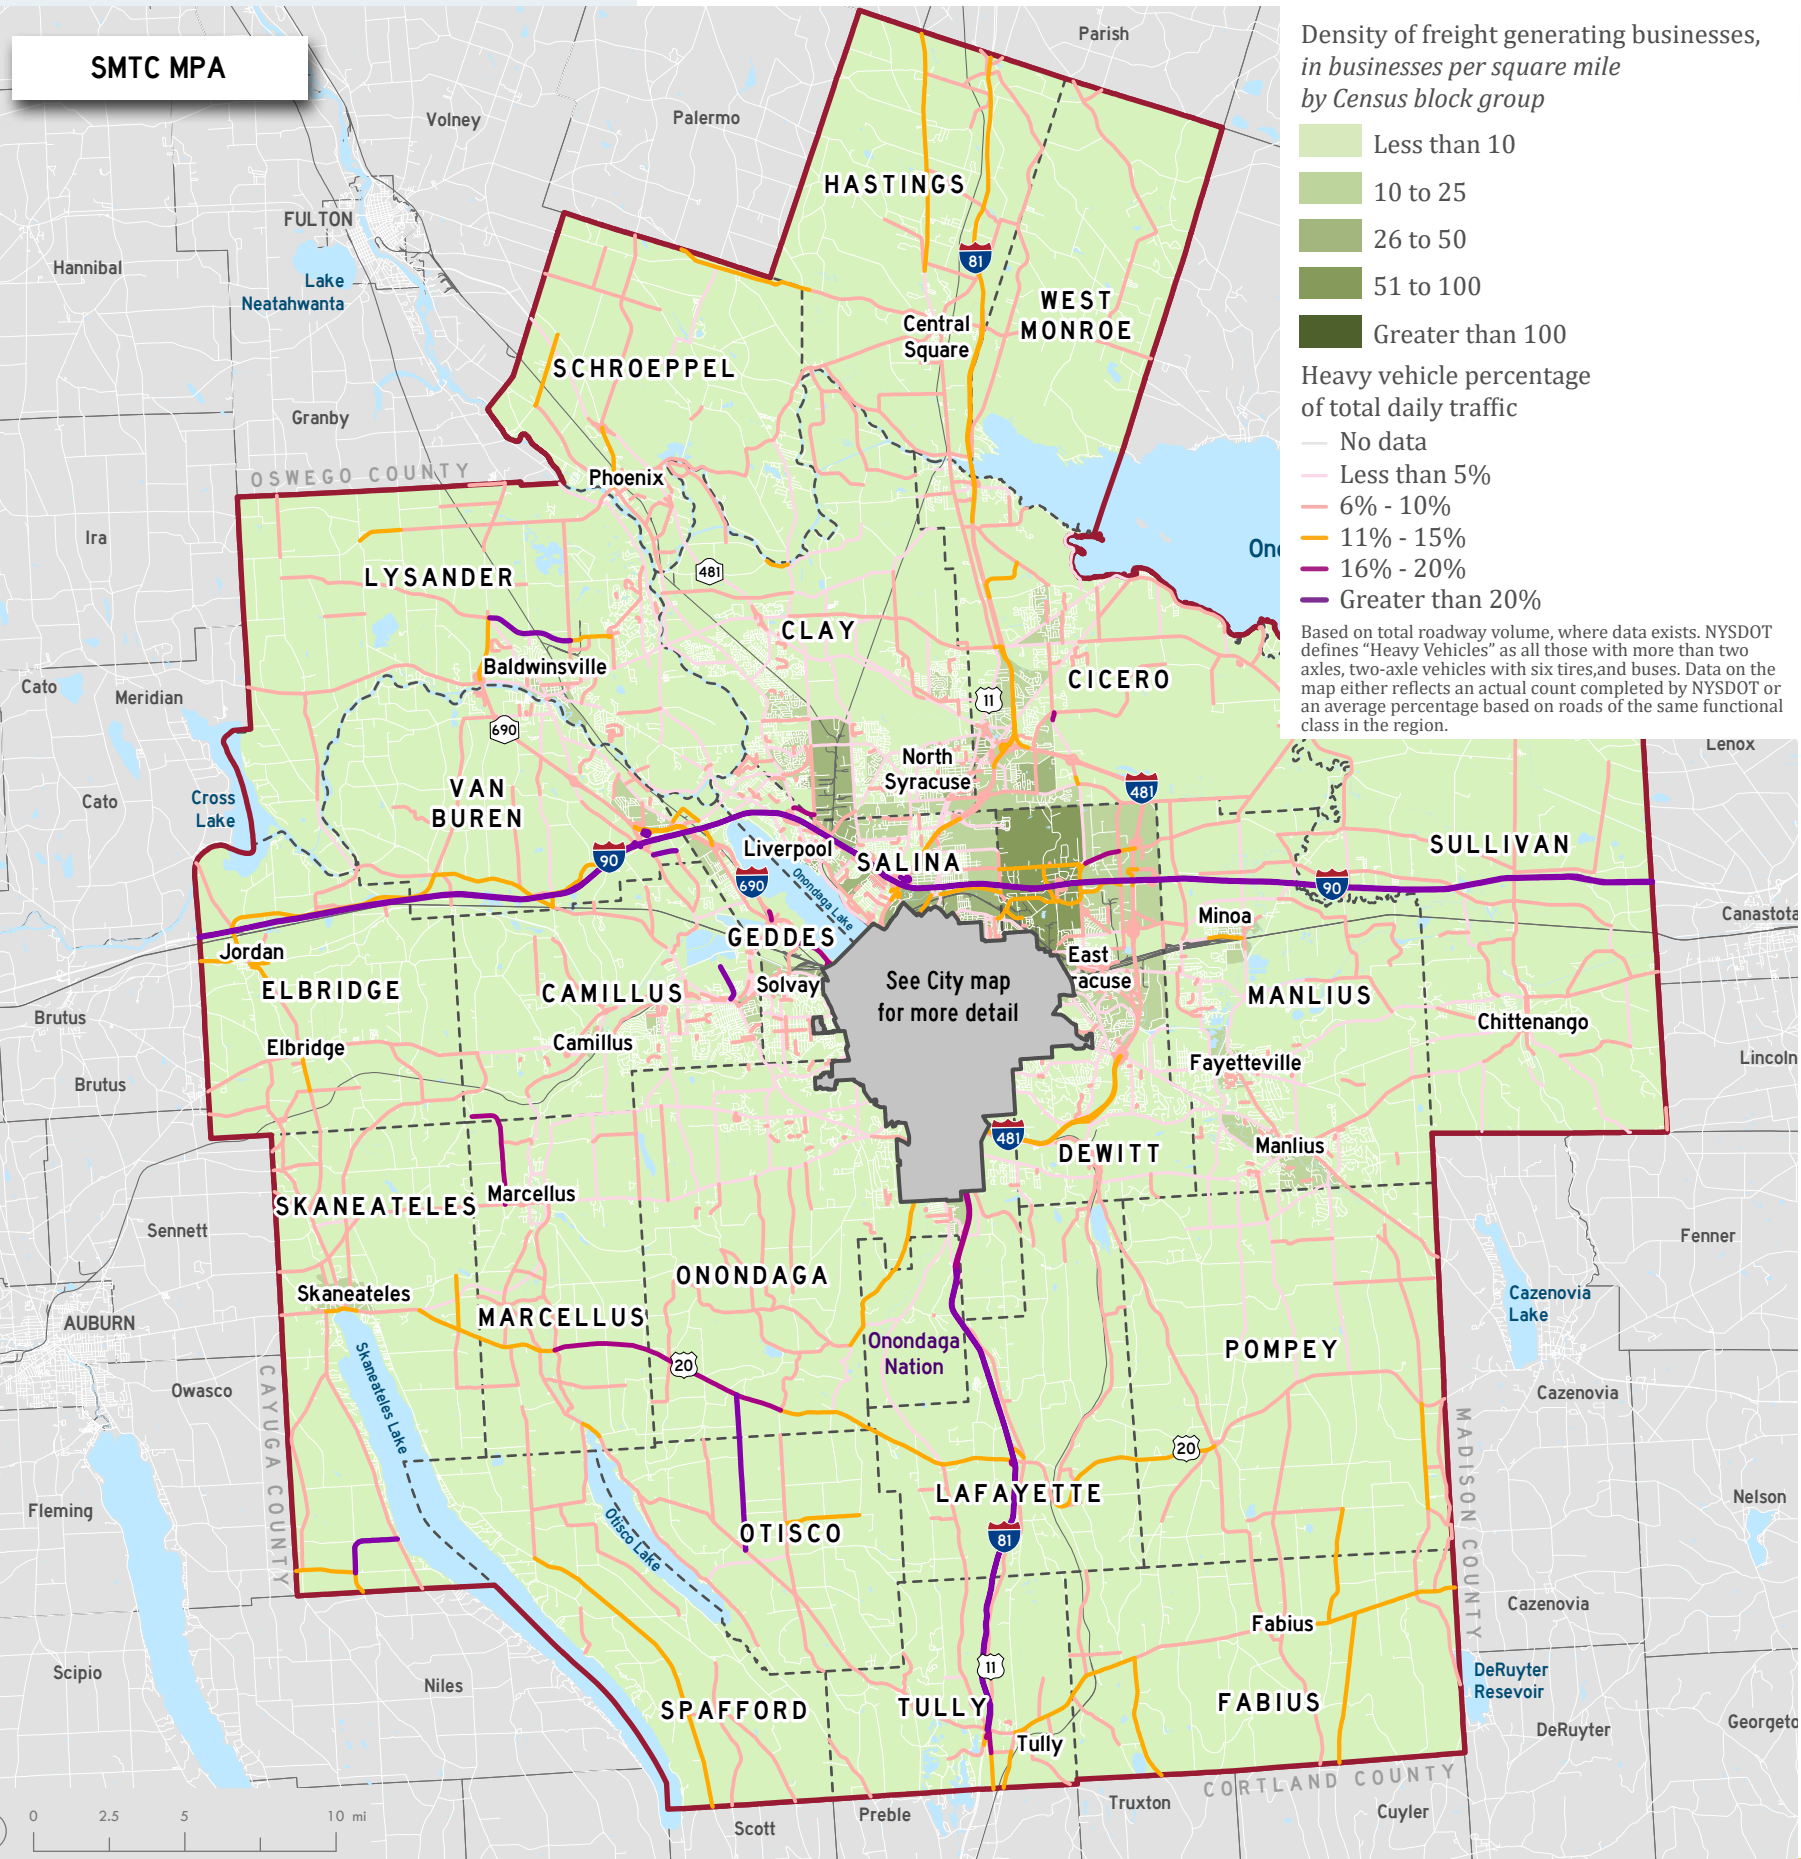 SMTC MPA
Density of freight generating businesses,
in businesses per square mile
by Census block group
Less than 10
10 to 25
26 to 50
51 to 100
Greater than 100
Heavy vehicle percentage
of total daily traffic
No data
Less than 5%
6% - 10%
11% - 15%
16% - 20%
Greater than 20%
Based on total roadway volume, where data exists. NYSDOT
defines “Heavy Vehicles” as all those with more than two
axles, two-axle vehicles with six tires,and buses. Data on the
map either reflects an actual count completed by NYSDOT or
an average percentage based on roads of the same functional
class in the region.
Parish
Volney
Palermo
HASTINGS
FULTON
Hannibal
Lake
Neatahwanta
81
WEST
MONROE
Central
Square
SCHROEPPEL
Granby
OSWEGO COUNTY
Phoenix
Ira
One
481
LYSANDER
CLAY
Baldwinsville
CICERO
Cato
Meridian
11
690
Lenox
North
Syracuse
VAN
BUREN
481
Cato
Cross
Lake
SULLIVAN
Liverpool
SALINA
90
690
90
Onondaga Lake
Minoa
Canastota
GEDDES
Jordan
East
acuse
ELBRIDGE
CAMILLUS
Solvay
See City map
for more detail
MANLIUS
Brutus
Chittenango
Elbridge
Camillus
Fayetteville
Lincoln
Brutus
481
DEWITT
Manlius
SKANEATELES
Marcellus
Sennett
Fenner
ONONDAGA
Skaneateles
Cazenovia
Lake
AUBURN
MARCELLUS
Onondaga
Nation
POMPEY
20
Owasco
Cazenovia
CAYUGA COUNTY
Skaneateles Lake
MADISON COUNTY
20
LAFAYETTE
Fleming
Nelson
OTISCO
Otisco Lake
81
Cazenovia
Fabius
Scipio
Niles
11
DeRuyter
Resevoir
SPAFFORD
TULLY
FABIUS
Tully
DeRuyter
Georgeto
CORTLAND COUNTY
0 2.5 5 10 mi
Truxton
Cuyler
Preble
Scott